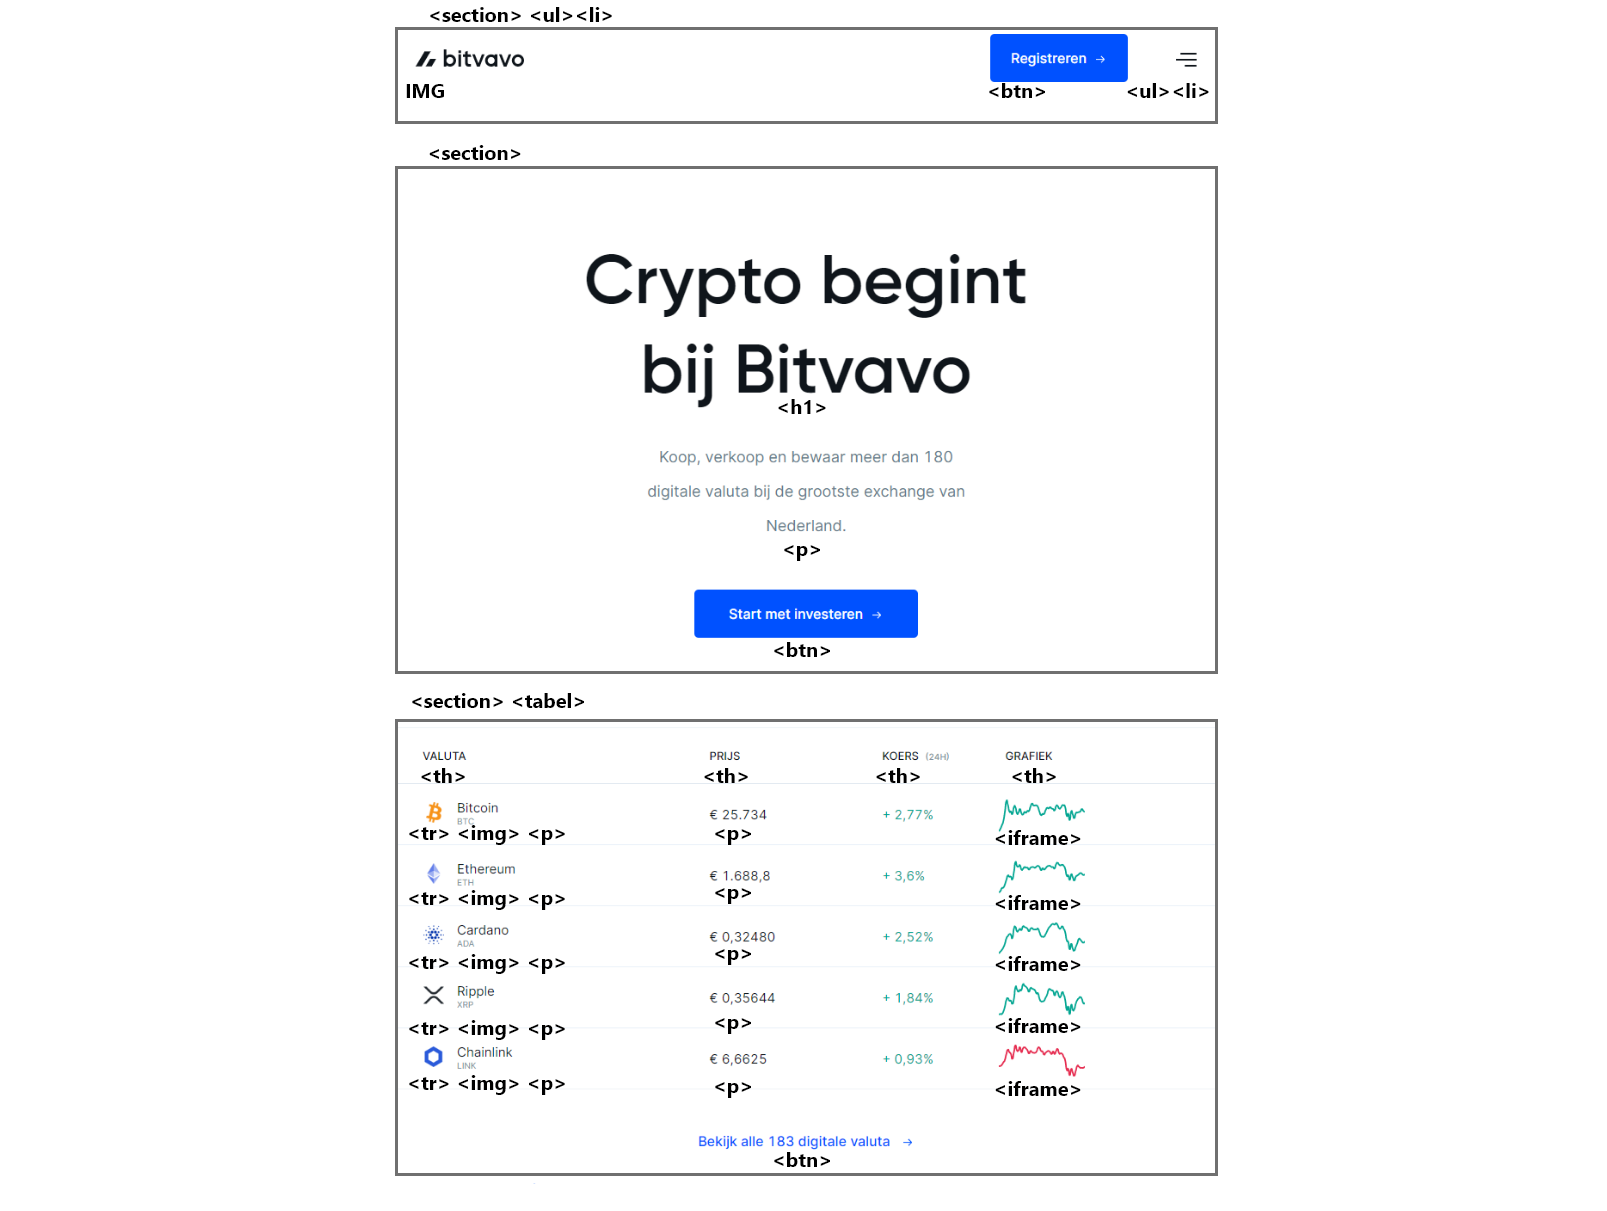 <section> <ul><li>
bitvavo
Registreren →
IMG
<btn>
<ul><li>
<section>
Crypto begint
bij Bitvavo
<h1>
Koop, verkoop en bewaar meer dan 180
digitale valuta bij de grootste exchange van
Nederland.
<p>
Start met investeren →
<btn>
<section> <tabel>
VALUTA PRIJS KOERS (24H) GRAFIEK
<th> <th> <th> <th>
Bitcoin
BTC
€ 25.734 + 2,77%
<tr> <img> <p> <p> <iframe>
Ethereum
ETH
€ 1.688,8 + 3,6%
<tr> <img> <p> <p> <iframe>
Cardano
ADA
€ 0,32480 + 2,52%
<tr> <img> <p> <p> <iframe>
Ripple
XRP
€ 0,35644 + 1,84%
<tr> <img> <p> <p> <iframe>
Chainlink
LINK
€ 6,6625 + 0,93%
<tr> <img> <p> <p> <iframe>
Bekijk alle 183 digitale valuta →
<btn>